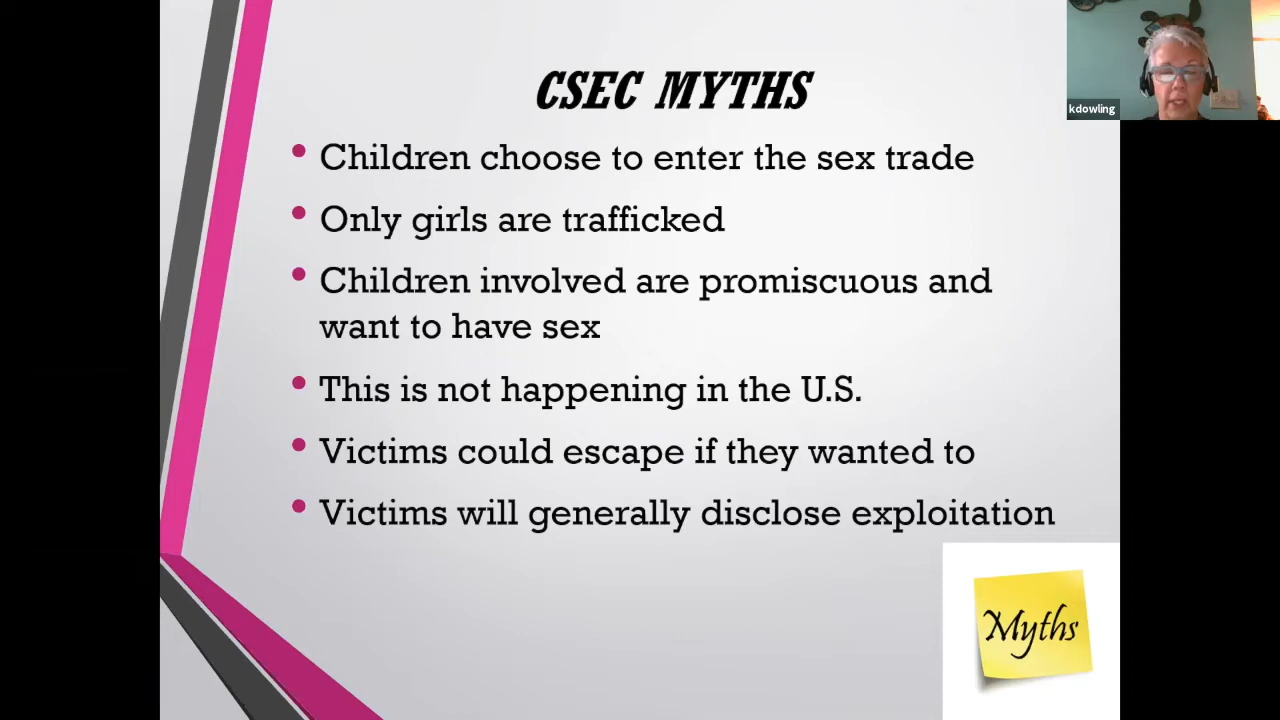 CSEC MYTHS
kdowling
• Children choose to enter the sex trade
• Only girls are trafficked
• Children involved are promiscuous and
want to have sex
• This is not happening in the U.S.
• Victims could escape if they wanted to
• Victims will generally disclose exploitation
Myths